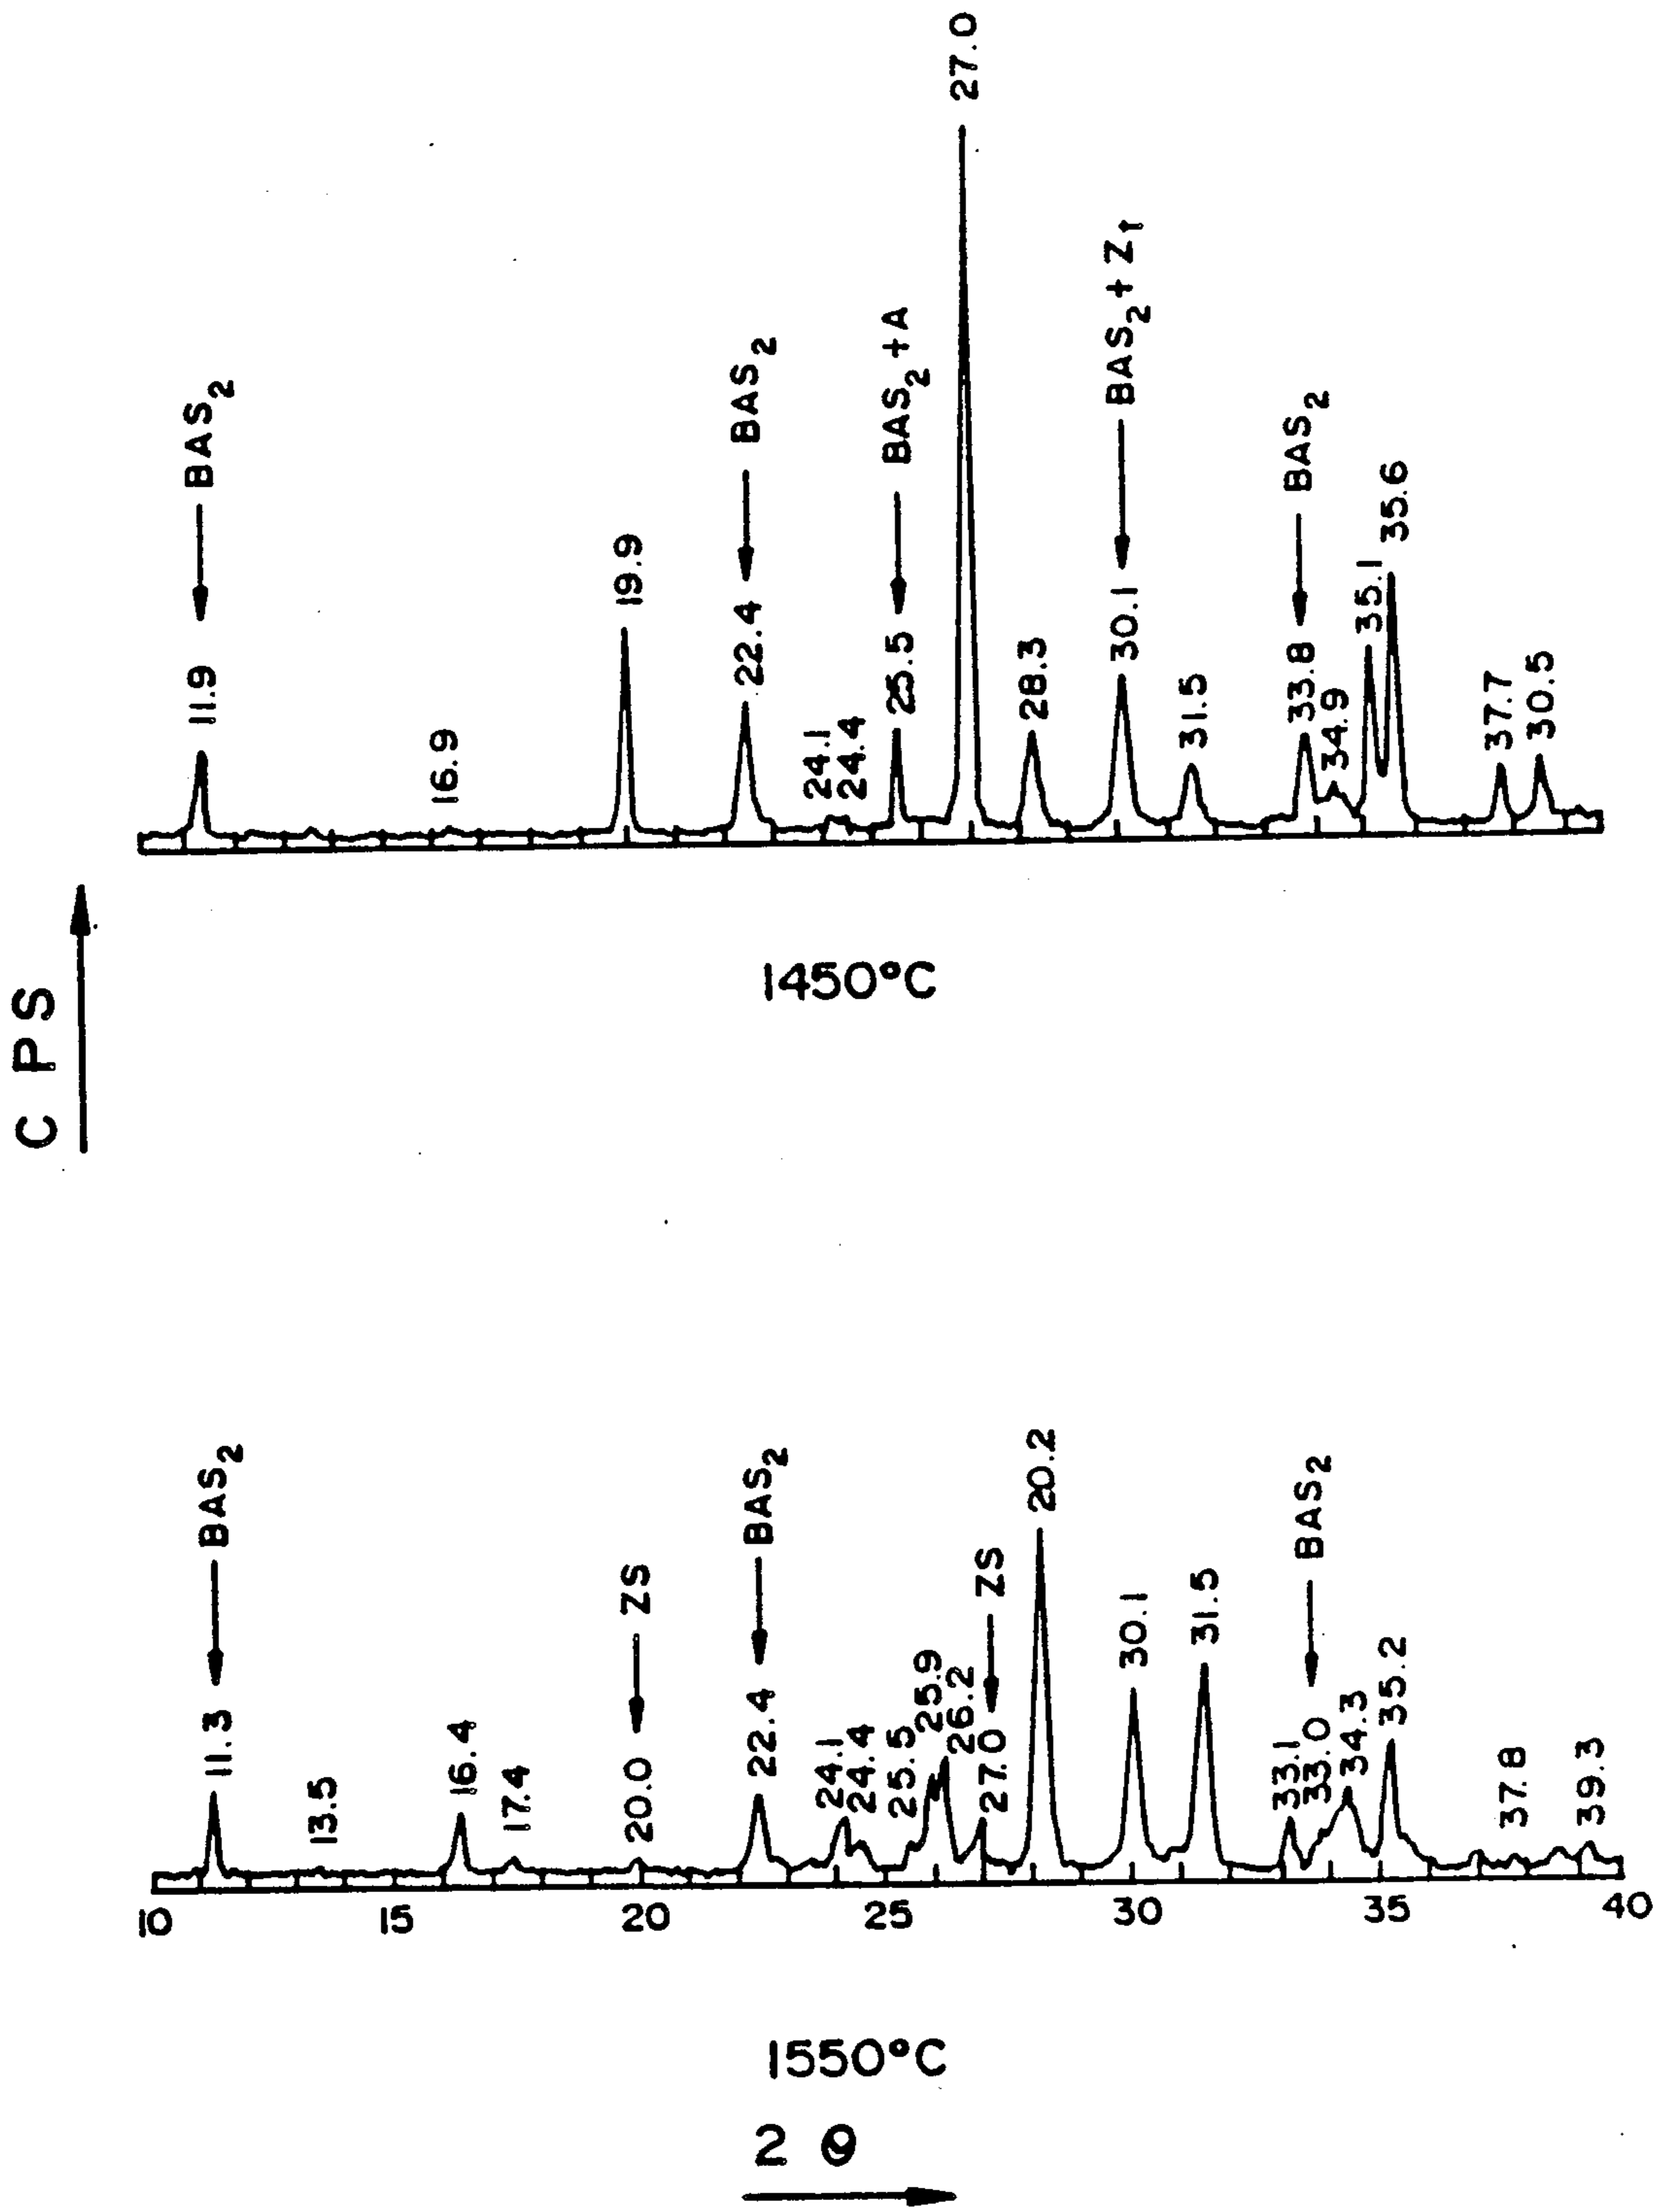 BAS2
11.9
16.9
19.9
BAS2
22.4
24.1
24.4
BAS2+A
25.5
27.0
28.3
BAS2+Z↑
30.1
31.5
BAS2
33.8
34.9
35.1
35.6
37.7
30.5
CPS
1450°C
BAS2
11.3
13.5
16.4
17.4
ZS
20.0
BAS2
22.4
24.1
24.4
25.5
25.9
26.2
ZS
27.0
20.2
30.1
31.5
33.1
BAS2
33.0
34.3
35.2
37.8
39.3
10 15 20 25 30 35 40
1550°C
2 Θ